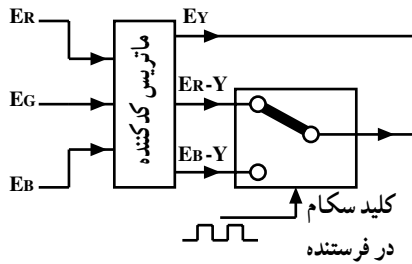 ER
EY
ماتریس کدکننده
EG
ER-Y
EB-Y
EB
کلید سکام
در فرستنده